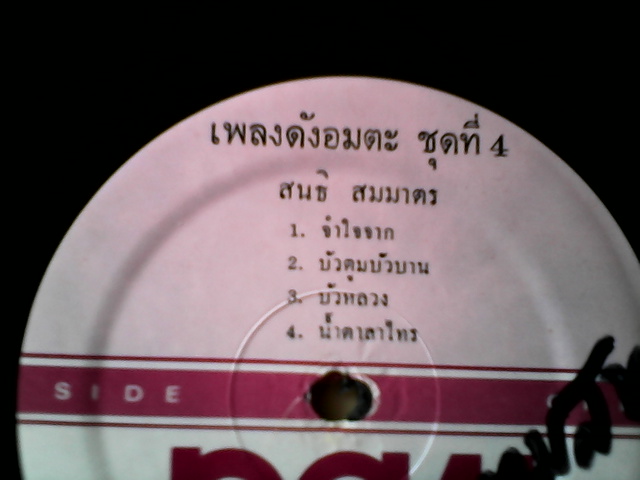 เพลงดังอมตะ ชุดที่ 4
สนธิ สมมาตร
1. จำใจจาก
2. บัวตูมบัวบาน
3. บัวหลวง
4. น้ำตาลาไทร
SIDE